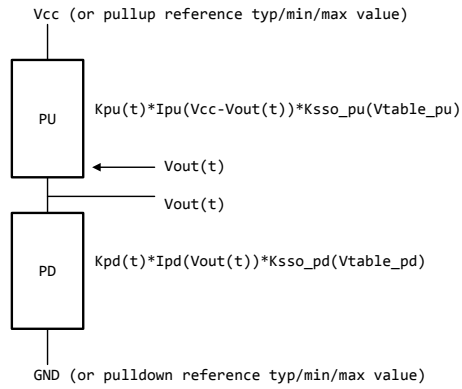 Vcc (or pullup reference typ/min/max value)
PU
Kpu(t)*Ipu(Vcc-Vout(t))*Ksso_pu(Vtable_pu)
Vout(t)
Vout(t)
PD
Kpd(t)*Ipd(Vout(t))*Ksso_pd(Vtable_pd)
GND (or pulldown reference typ/min/max value)